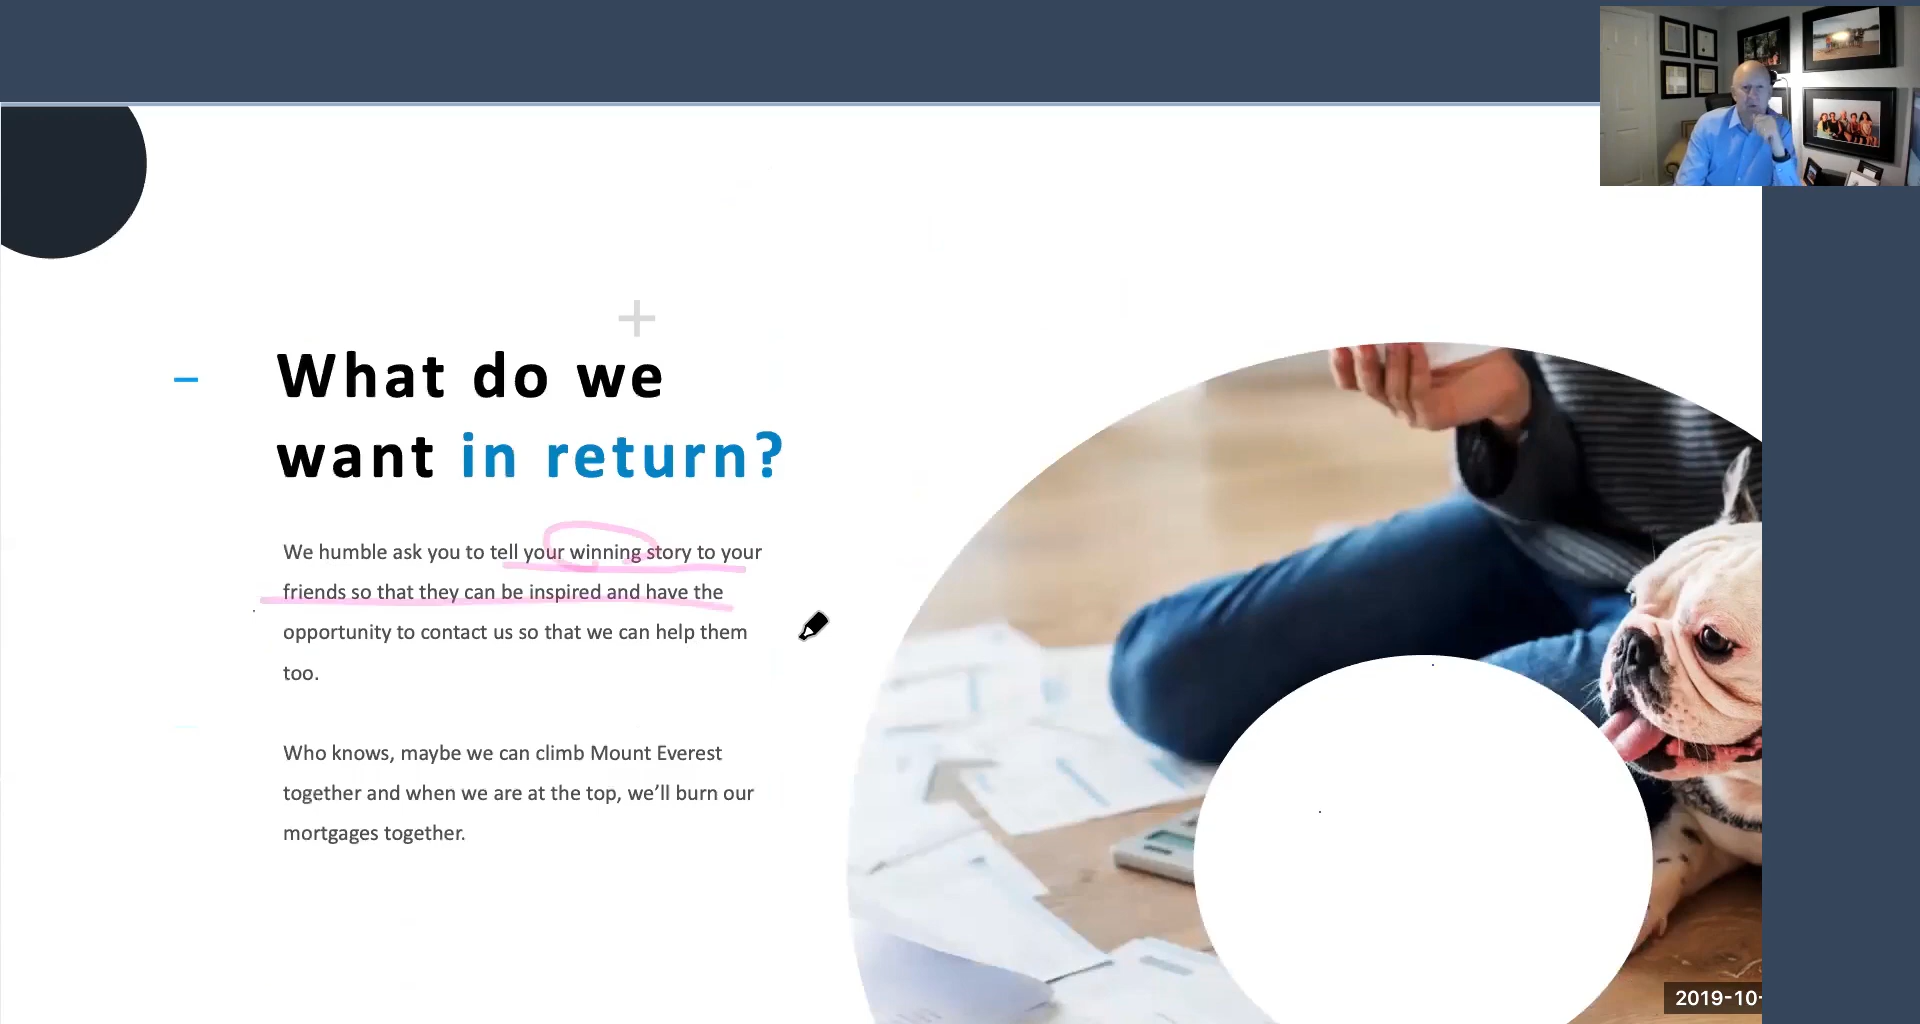 What do we
want in return?
We humble ask you to tell your winning story to your
friends so that they can be inspired and have the
opportunity to contact us so that we can help them
too.
Who knows, maybe we can climb Mount Everest
together and when we are at the top, we’ll burn our
mortgages together.
2019-10-